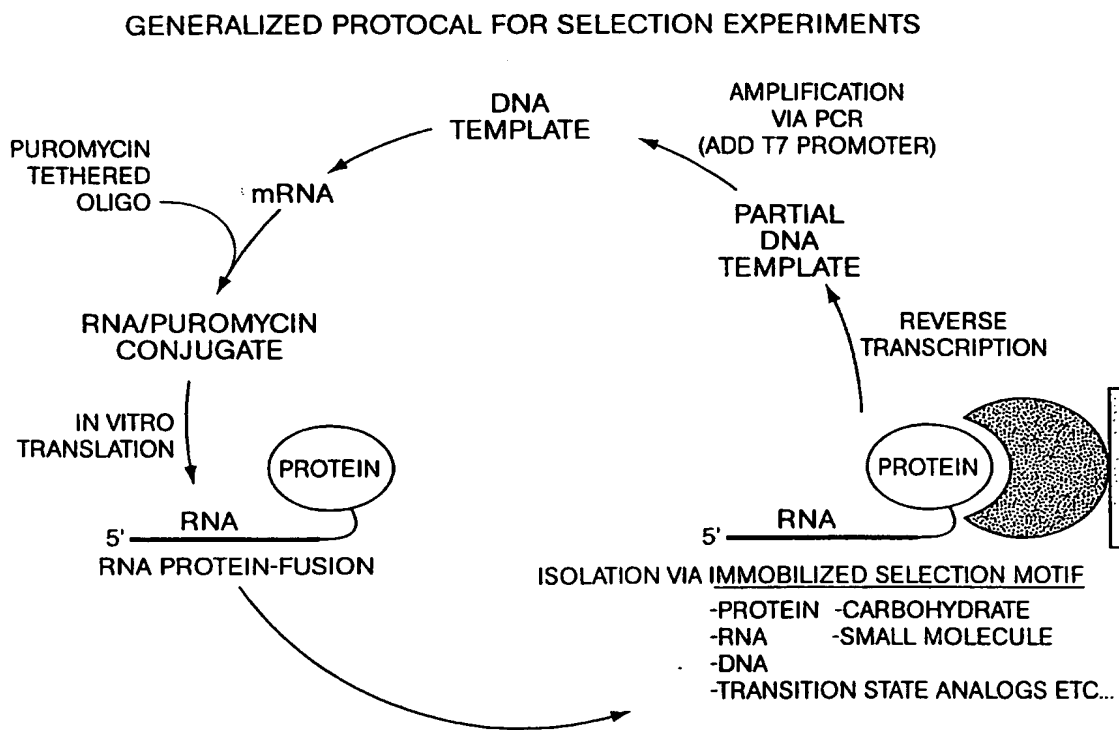 GENERALIZED PROTOCAL FOR SELECTION EXPERIMENTS
DNA
TEMPLATE
AMPLIFICATION
VIA PCR
(ADD T7 PROMOTER)
PUROMYCIN
TETHERED
OLIGO
mRNA
PARTIAL
DNA
TEMPLATE
RNA/PUROMYCIN
CONJUGATE
REVERSE
TRANSCRIPTION
IN VITRO
TRANSLATION
PROTEIN
RNA
5'
RNA PROTEIN-FUSION
PROTEIN
RNA
5'
ISOLATION VIA IMMOBILIZED SELECTION MOTIF
-PROTEIN -CARBOHYDRATE
-RNA -SMALL MOLECULE
-DNA
-TRANSITION STATE ANALOGS ETC...